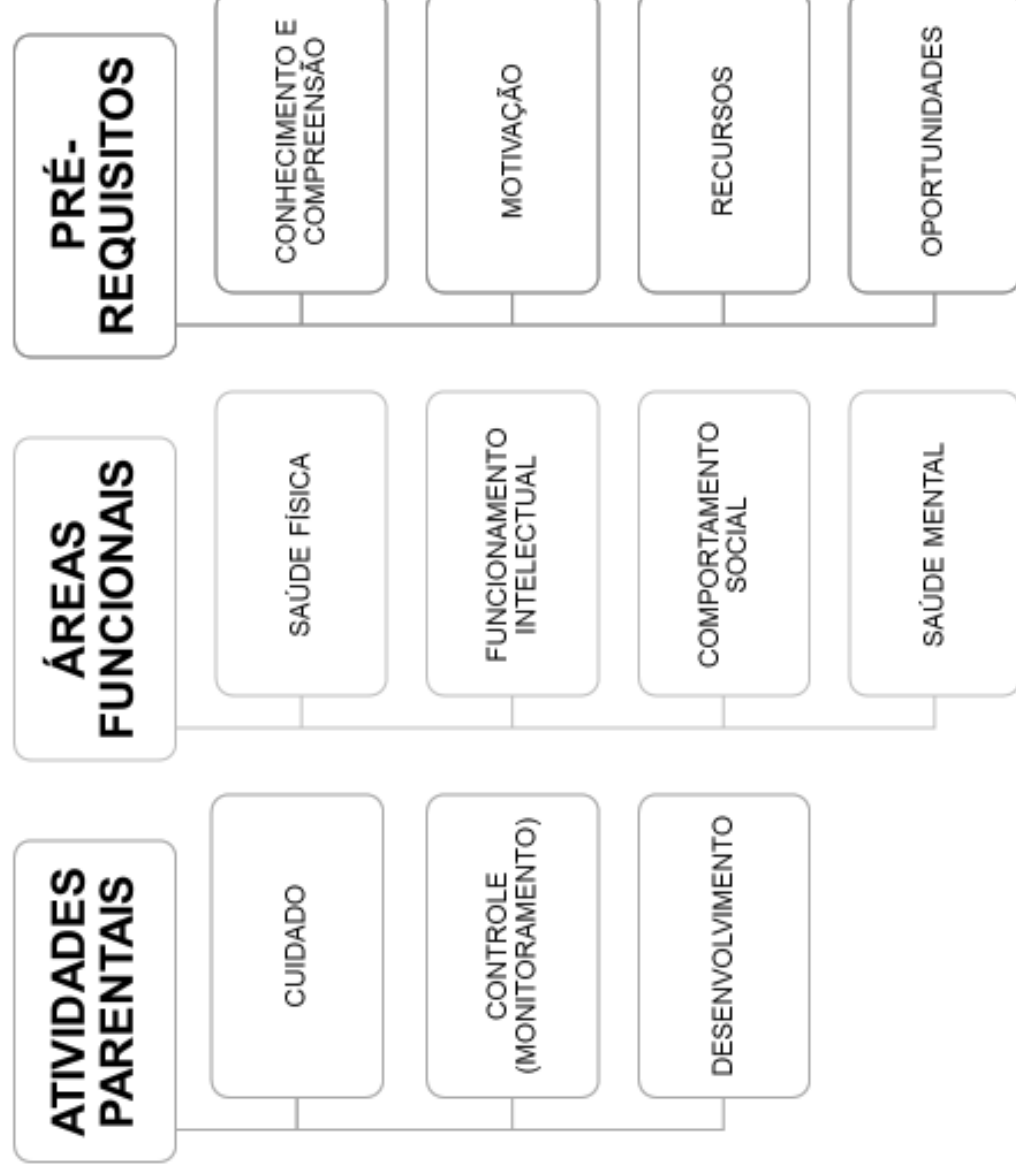 ATIVIDADES
PARENTAIS
CUIDADO
CONTROLE
(MONITORAMENTO)
DESENVOLVIMENTO
ÁREAS
FUNCIONAIS
SAÚDE FÍSICA
FUNCIONAMENTO
INTELECTUAL
COMPORTAMENTO
SOCIAL
SAÚDE MENTAL
PRÉ-
REQUISITOS
CONHECIMENTO E
COMPREENSÃO
MOTIVAÇÃO
RECURSOS
OPORTUNIDADES